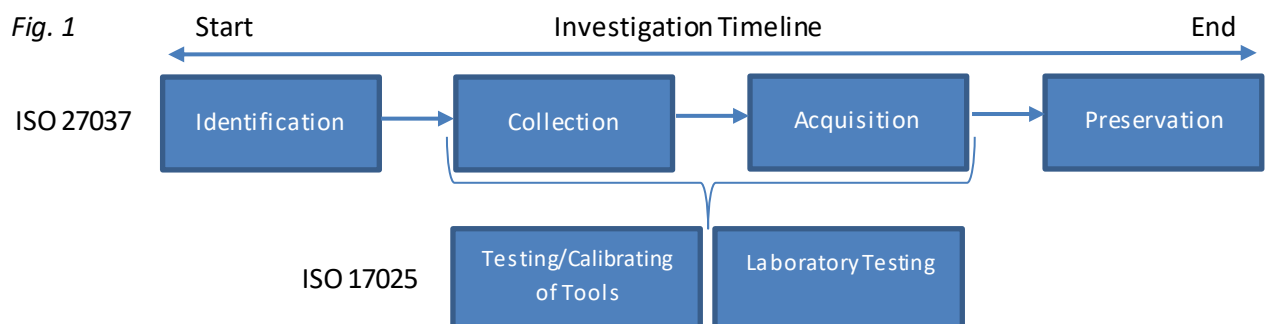 Fig. 1
Start
Investigation Timeline
End
ISO 27037
Identification
Collection
Acquisition
Preservation
ISO 17025
Testing/Calibrating
of Tools
Laboratory Testing